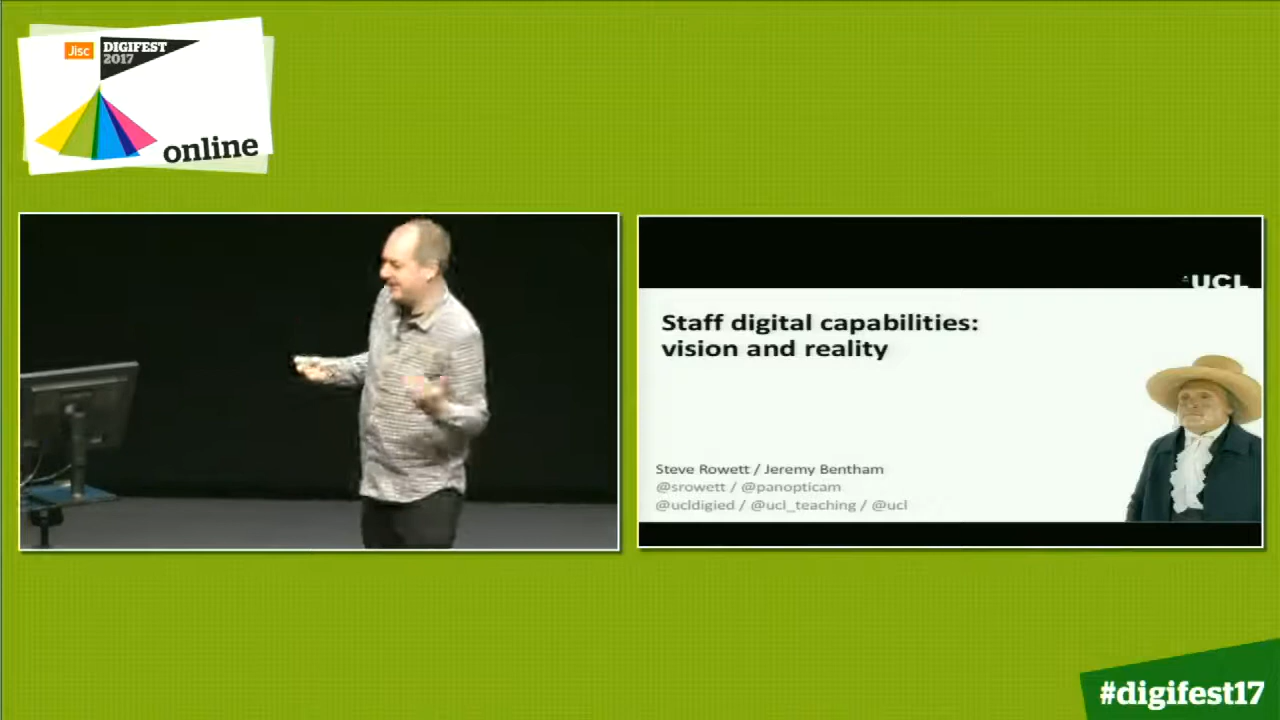 Jisc
DIGIFEST
2017
online
UCL
Staff digital capabilities:
vision and reality
Steve Rowett / Jeremy Bentham
@srowett / @panopticam
@ucldigied / @ucl_teaching / @ucl
#digifest17